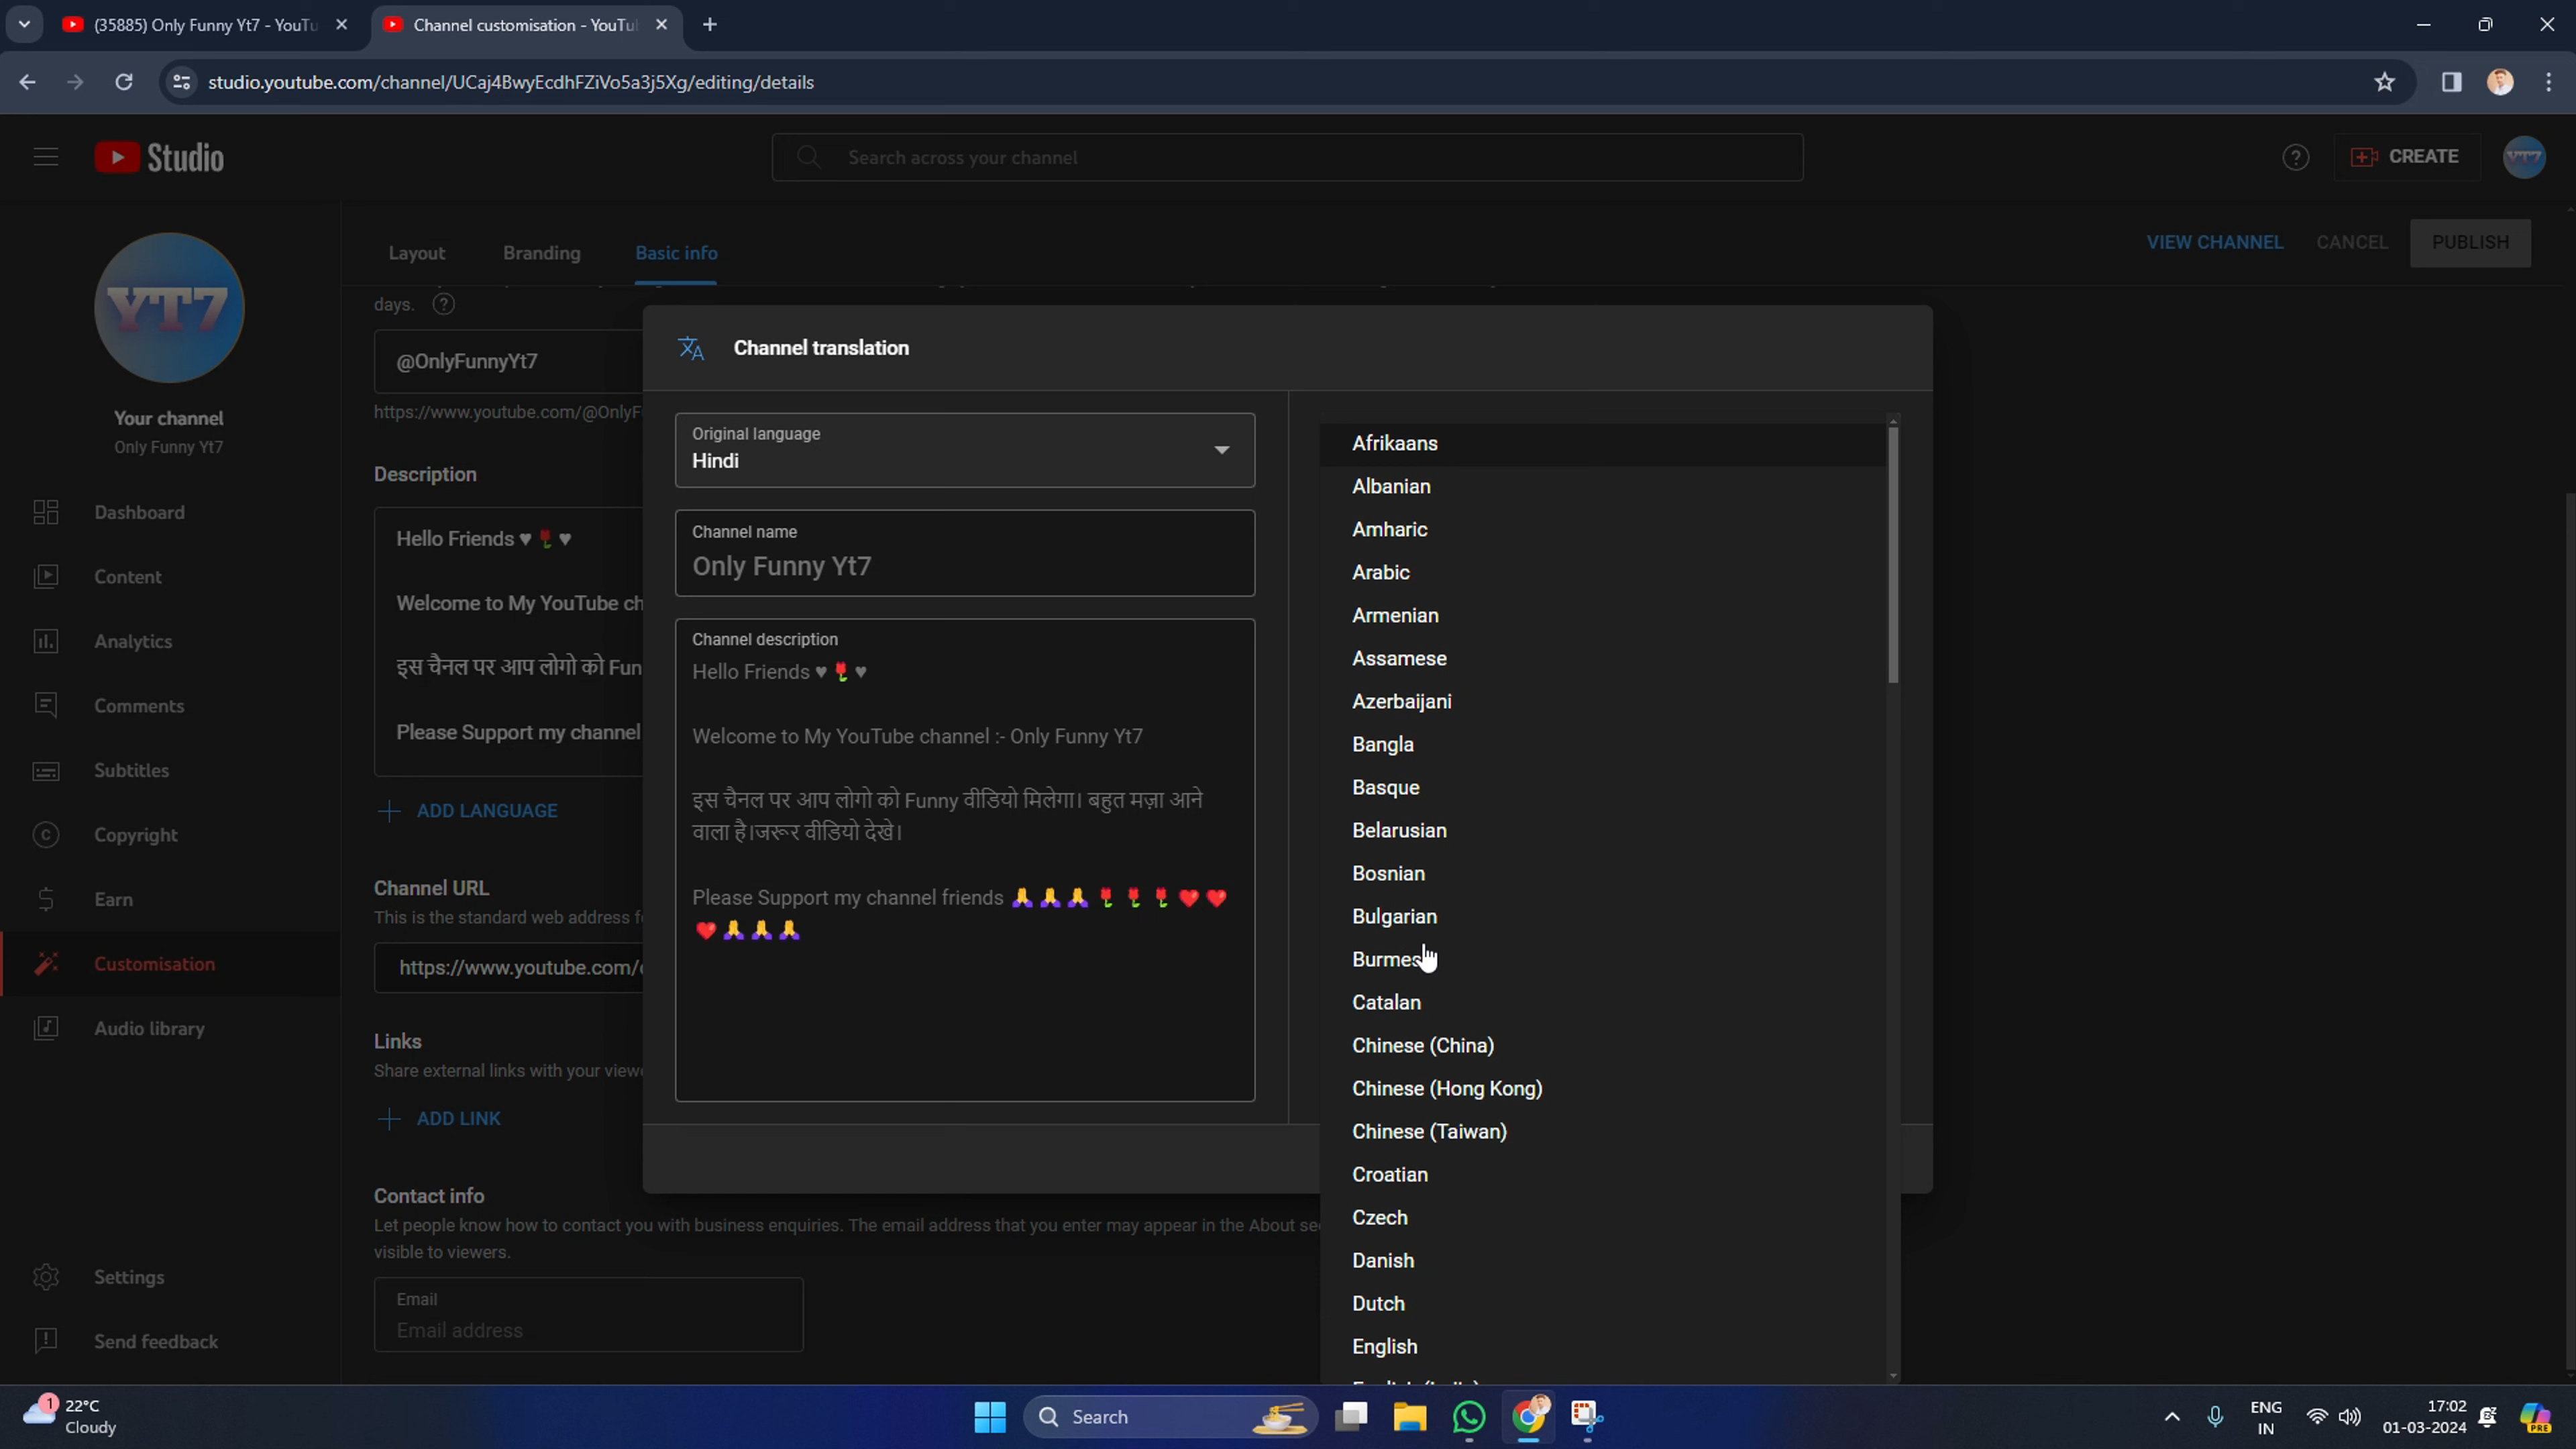 (35885) Only Funny Yt7 - YouTu
Channel customisation - YouTu
studio.youtube.com/channel/UCaj4BwyEcdhFZiVo5a3j5Xg/editing/details
Studio
Search across your channel
CREATE
YT7
YT7
Your channel
Only Funny Yt7
Dashboard
Content
Analytics
Comments
Subtitles
Copyright
Earn
Customisation
Audio library
Settings
Send feedback
Layout
Branding
Basic info
VIEW CHANNEL
CANCEL
PUBLISH
days.
@OnlyFunnyYt7
https://www.youtube.com/@OnlyF
Description
Hello Friends ♥🌷♥
Welcome to My YouTube ch
इस चैनल पर आप लोगो को Fun
Please Support my channel
ADD LANGUAGE
Channel URL
This is the standard web address f
https://www.youtube.com/
Links
Share external links with your view
ADD LINK
Contact info
Let people know how to contact you with business enquiries. The email address that you enter may appear in the About se
visible to viewers.
Email
Email address
Channel translation
Original language
Hindi
Channel name
Only Funny Yt7
Channel description
Hello Friends ♥🌷♥
Welcome to My YouTube channel :- Only Funny Yt7
इस चैनल पर आप लोगो को Funny वीडियो मिलेगा। बहुत मज़ा आने
वाला है।जरूर वीडियो देखे।
Please Support my channel friends 🙏🙏🙏🌷🌷🌷❤️❤️
❤️🙏🙏🙏
Afrikaans
Albanian
Amharic
Arabic
Armenian
Assamese
Azerbaijani
Bangla
Basque
Belarusian
Bosnian
Bulgarian
Burmes
Catalan
Chinese (China)
Chinese (Hong Kong)
Chinese (Taiwan)
Croatian
Czech
Danish
Dutch
English
1
22°C
Cloudy
Search
ENG
IN
17:02
01-03-2024
PRE